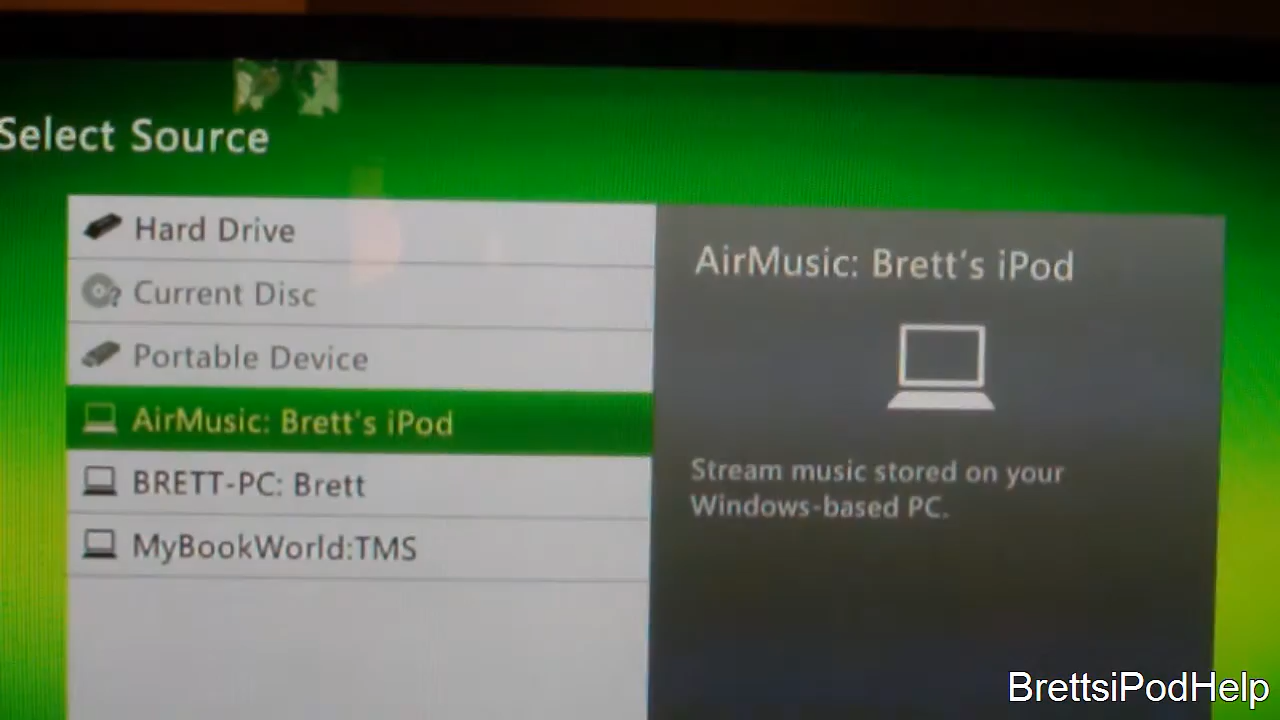 Select Source
Hard Drive
Current Disc
Portable Device
AirMusic: Brett's iPod
BRETT-PC: Brett
MyBookWorld:TMS
AirMusic: Brett's iPod
Stream music stored on your
Windows-based PC.
BrettsiPodHelp